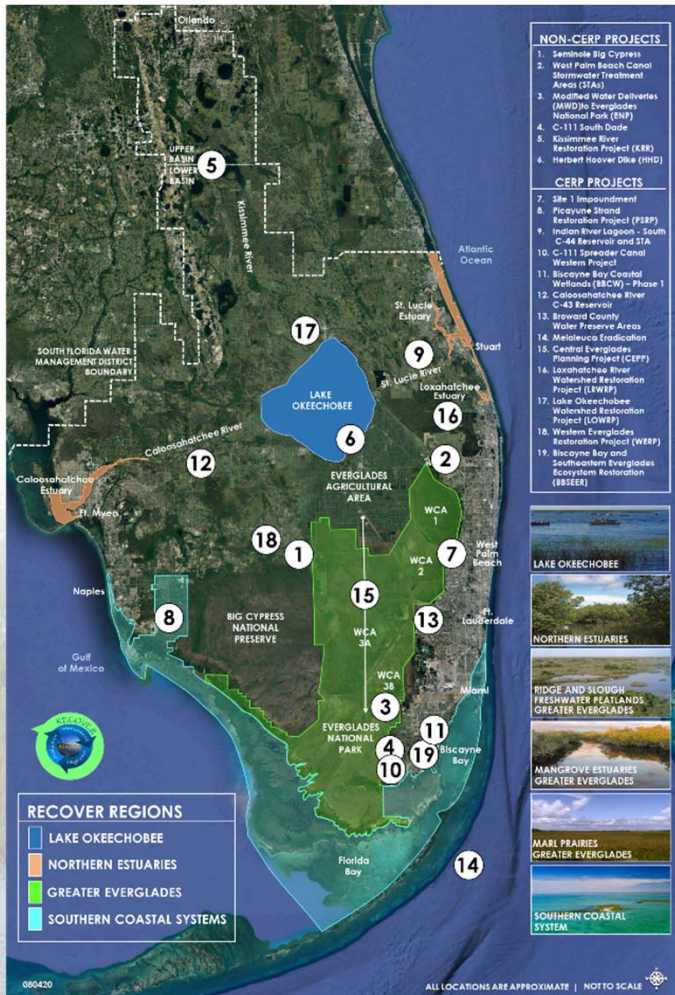 Orlando
UPPER
BASIN
LOWER
BASIN
5
Kissimmee River
Atlantic
Ocean
St. Lucie
Estuary
Stuart
17
9
SOUTH FLORIDA WATER
MANAGEMENT DISTRICT
BOUNDARY
LAKE
OKEECHOBEE
St. Lucie River
Loxahatchee
Estuary
16
6
Caloosahatchee River
12
2
Caloosahatchee
Estuary
Ft. Myers
EVERGLADES
AGRICULTURAL
AREA
WCA
1
18
1
WCA
2
7
West
Palm
Beach
Naples
8
15
BIG CYPRESS
NATIONAL
PRESERVE
WCA
3A
13
Ft.
Lauderdale
Gulf
of Mexico
WCA
3B
3
Miami
EVERGLADES
NATIONAL
PARK
11
4
19
Biscayne
Bay
10
Florida
Bay
14
NON-CERP PROJECTS
1. Seminole Big Cypress
2. West Palm Beach Canal
Stormwater Treatment
Areas (STAs)
3. Modified Water Deliveries
(MWD)to Everglades
National Park (ENP)
4. C-111 South Dade
5. Kissimmee River
Restoration Project (KRR)
6. Herbert Hoover Dike (HHD)
CERP PROJECTS
7. Site 1 Impoundment
8. Picayune Strand
Restoration Project (PSRP)
9. Indian River Lagoon - South
C-44 Reservoir and STA
10. C-111 Spreader Canal
Western Project
11. Biscayne Bay Coastal
Wetlands (BBCW) – Phase 1
12. Caloosahatchee River
C-43 Reservoir
13. Broward County
Water Preserve Areas
14. Melaleuca Eradication
15. Central Everglades
Planning Project (CEPP)
16. Loxahatchee River
Watershed Restoration
Project (LRWRP)
17. Lake Okeechobee
Watershed Restoration
Project (LOWRP)
18. Western Everglades
Restoration Project (WERP)
19. Biscayne Bay and
Southeastern Everglades
Ecosystem Restoration
(BBSEER)
LAKE OKEECHOBEE
NORTHERN ESTUARIES
RIDGE AND SLOUGH
FRESHWATER PEATLANDS
GREATER EVERGLADES
MANGROVE ESTUARIES
GREATER EVERGLADES
MARL PRAIRIES
GREATER EVERGLADES
SOUTHERN COASTAL
SYSTEM
RECOVER
RECOVER REGIONS
LAKE OKEECHOBEE
NORTHERN ESTUARIES
GREATER EVERGLADES
SOUTHERN COASTAL SYSTEMS
080420
ALL LOCATIONS ARE APPROXIMATE | NOT TO SCALE